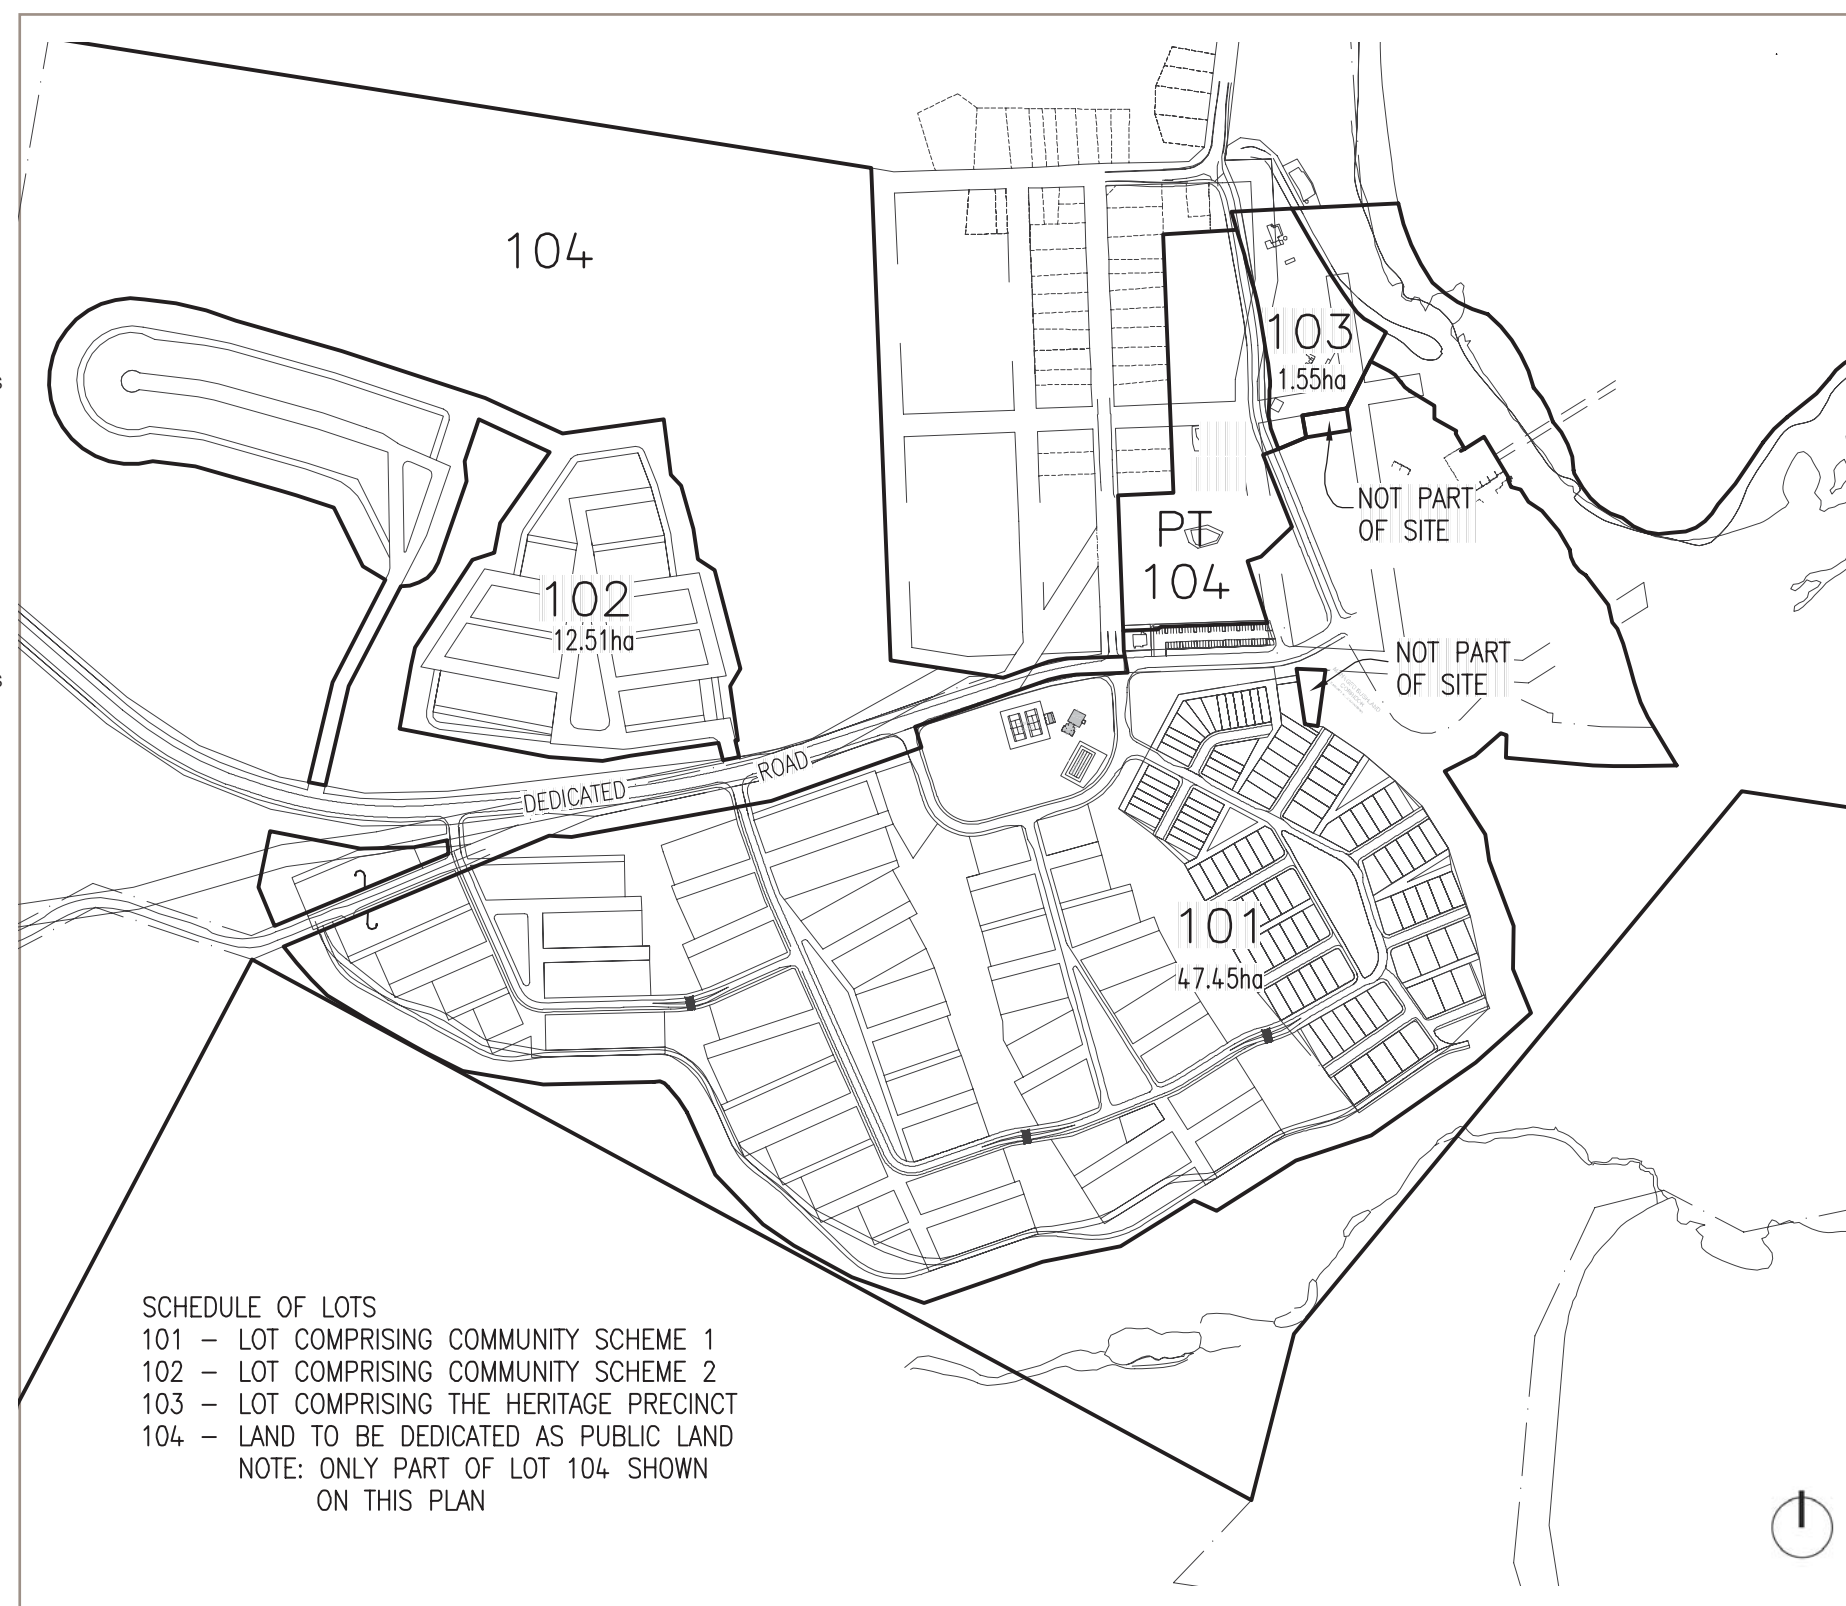 104
103
1.55ha
NOT PART
OF SITE
PT
104
102
12.51ha
NOT PART
OF SITE
DEDICATED ROAD
101
47.45ha
SCHEDULE OF LOTS
101 – LOT COMPRISING COMMUNITY SCHEME 1
102 – LOT COMPRISING COMMUNITY SCHEME 2
103 – LOT COMPRISING THE HERITAGE PRECINCT
104 – LAND TO BE DEDICATED AS PUBLIC LAND
NOTE: ONLY PART OF LOT 104 SHOWN
ON THIS PLAN